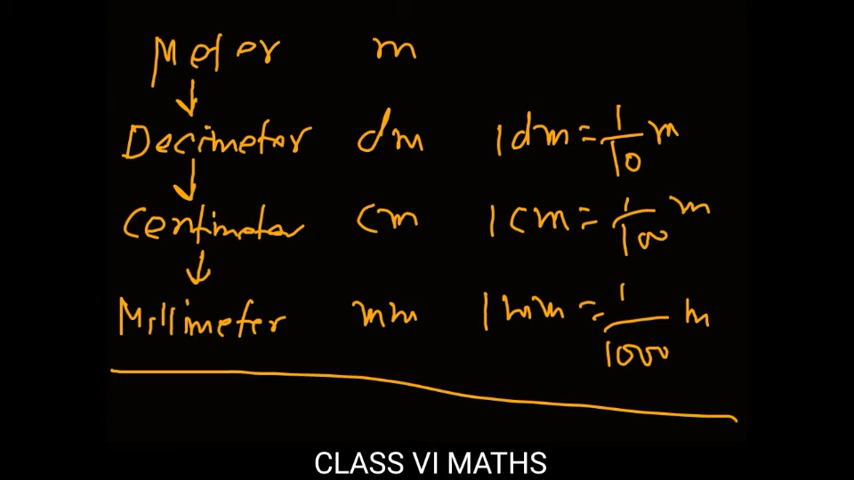 Meter m
Decimeter dm 1dm = 1/10 m
Centimeter cm 1cm = 1/100 m
Millimeter mm 1mm = 1/1000 m
CLASS VI MATHS